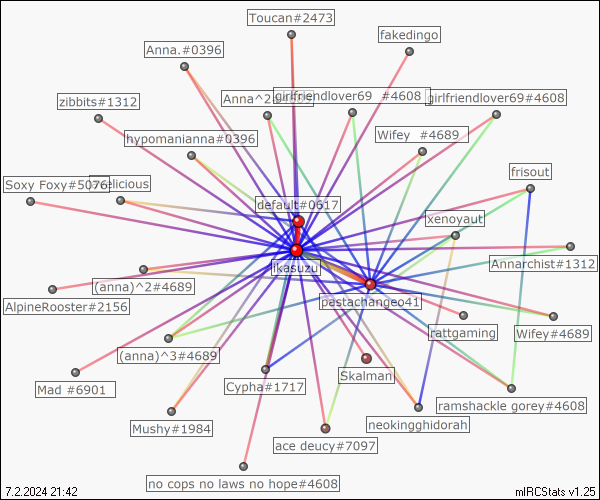 Toucan#2473
fakedingo
Anna.#0396
girlfriendlover69 #4608
girlfriendlover69#4608
zibbits#1312
Anna^2
Wifey #4689
hypomanianna#0396
frisout
Soxy Foxy#5076
elicious
default#0617
xenoyaut
Annarchist#1312
ikasuzu
(anna)^2#4689
pastachangeo41
AlpineRooster#2156
rattgaming
Wifey#4689
(anna)^3#4689
Skalman
Mad #6901
Cypha#1717
ramshackle gorey#4608
Mushy#1984
neokingghidorah
ace deucy#7097
no cops no laws no hope#4608
7.2.2024 21:42
mIRCStats v1.25